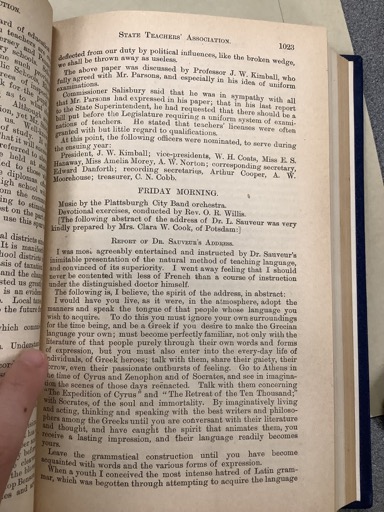 STATE TEACHERS' ASSOCIATION.
1023
deflected from our duty by political influences, like the broken wedge,
we shall be thrown away as useless.
The above paper was discussed by Professor J. W. Kimball, who
fully agreed with Mr. Parsons, and especially in his idea of uniform
examinations.
Commissioner Salisbury said that he was in sympathy with all
that Mr. Parsons had expressed in his paper; that in his last report
to the State Superintendent, he had requested that there should be a
bill put before the Legislature requiring a uniform system of exami-
nations of teachers. He stated that teachers' licenses were often
granted with but little regard to qualifications.
At this point, the following officers were nominated, to serve during
the ensuing year:
President, J. W. Kimball; vice-presidents, W. H. Coats, Miss E. S.
Hanaway, Miss Amelia Morey, A. W. Norton; corresponding secretary,
Edward Danforth; recording secretaries, Arthur Cooper, A. W.
Moorehouse; treasurer, C. N. Cobb.
FRIDAY MORNING.
Music by the Plattsburgh City Band orchestra.
Devotional exercises, conducted by Rev. O. R. Willis.
[The following abstract of the address of Dr. L. Sauveur was very
kindly prepared by Mrs. Clara W. Cook, of Potsdam:]
REPORT OF DR. SAUVEUR'S ADDRESS.
I was most agreeably entertained and instructed by Dr. Sauveur's
inimitable presentation of the natural method of teaching language,
and convinced of its superiority. I went away feeling that I should
never be contented with less of French than a course of instruction
under the distinguished doctor himself.
The following is, I believe, the spirit of the address, in abstract:
I would have you live, as it were, in the atmosphere, adopt the
manners and speak the tongue of that people whose language you
wish to acquire. To do this you must ignore your own surroundings
for the time being, and be a Greek if you desire to make the Grecian
language your own; must become perfectly familiar, not only with the
literature of that people purely through their own words and forms
of expression, but you must also enter into the every-day life of
individuals, of Greek heroes; talk with them, share their gaiety, their
sorrow, even their passionate outbursts of feeling. Go to Athens in
the time of Cyrus and Zenophon and of Socrates, and see in imagina-
tion the scenes of those days reenacted. Talk with them concerning
"The Expedition of Cyrus" and "The Retreat of the Ten Thousand;"
with Socrates, of the soul and immortality. By imaginatively living
and acting, thinking and speaking with the best writers and philoso-
phers among the Greeks until you are conversant with their literature
and thought, and have caught the spirit that animates them, you
receive a lasting impression, and their language readily becomes
yours.
Leave the grammatical construction until you have become
acquainted with words and the various forms of expression.
When a youth I conceived the most intense hatred of Latin gram-
mar, which was begotten through attempting to acquire the language